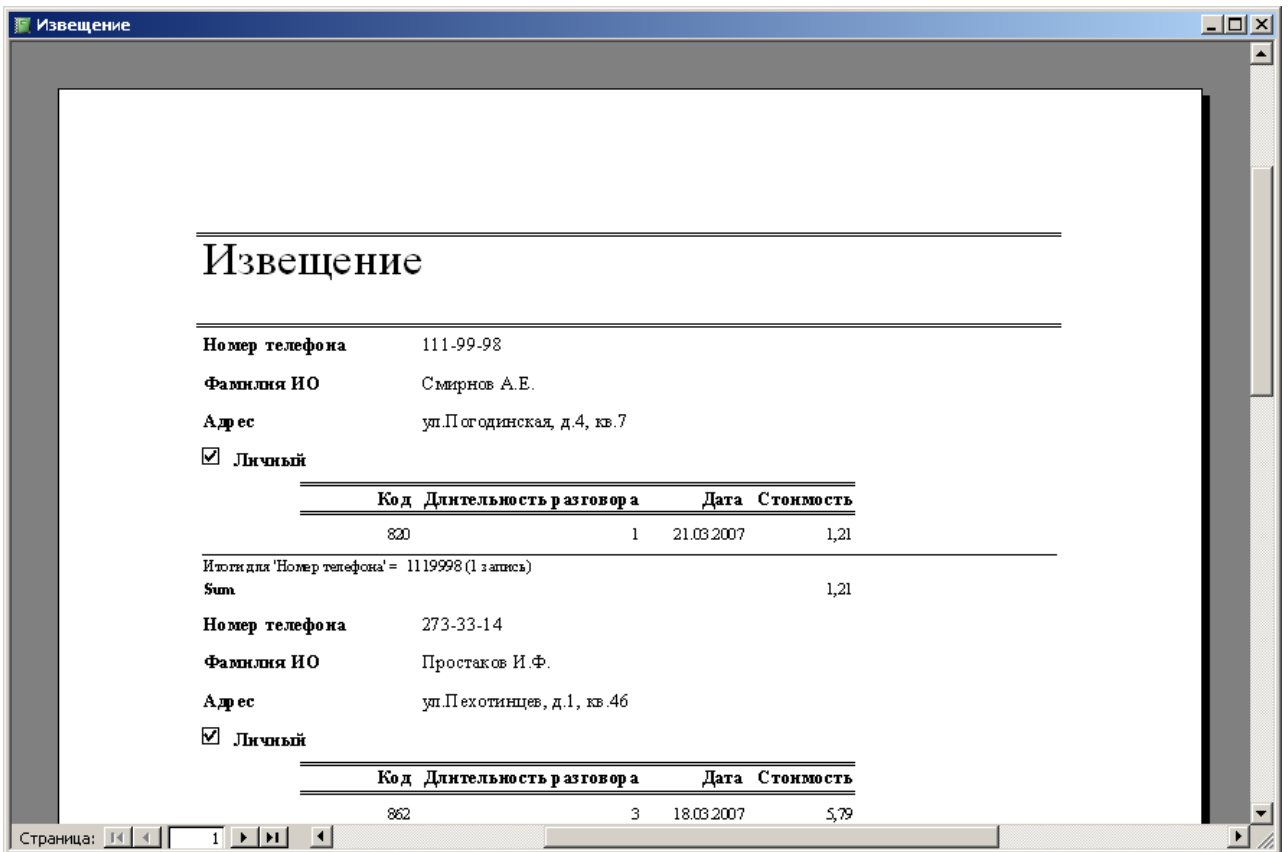 Извещение
Извещение
Номер телефона 111-99-98
Фамилия ИО Смирнов А.Е.
Адрес ул.Погодинская, д.4, кв.7
Личный
Код Длительность разговора Дата Стоимость
820 1 21.03.2007 1,21
Итоги для 'Номер телефона' = 1119998 (1 запись)
Sum 1,21
Номер телефона 273-33-14
Фамилия ИО Простаков И.Ф.
Адрес ул.Пехотинцев, д.1, кв.46
Личный
Код Длительность разговора Дата Стоимость
862 3 18.03.2007 5,79
Страница: 1